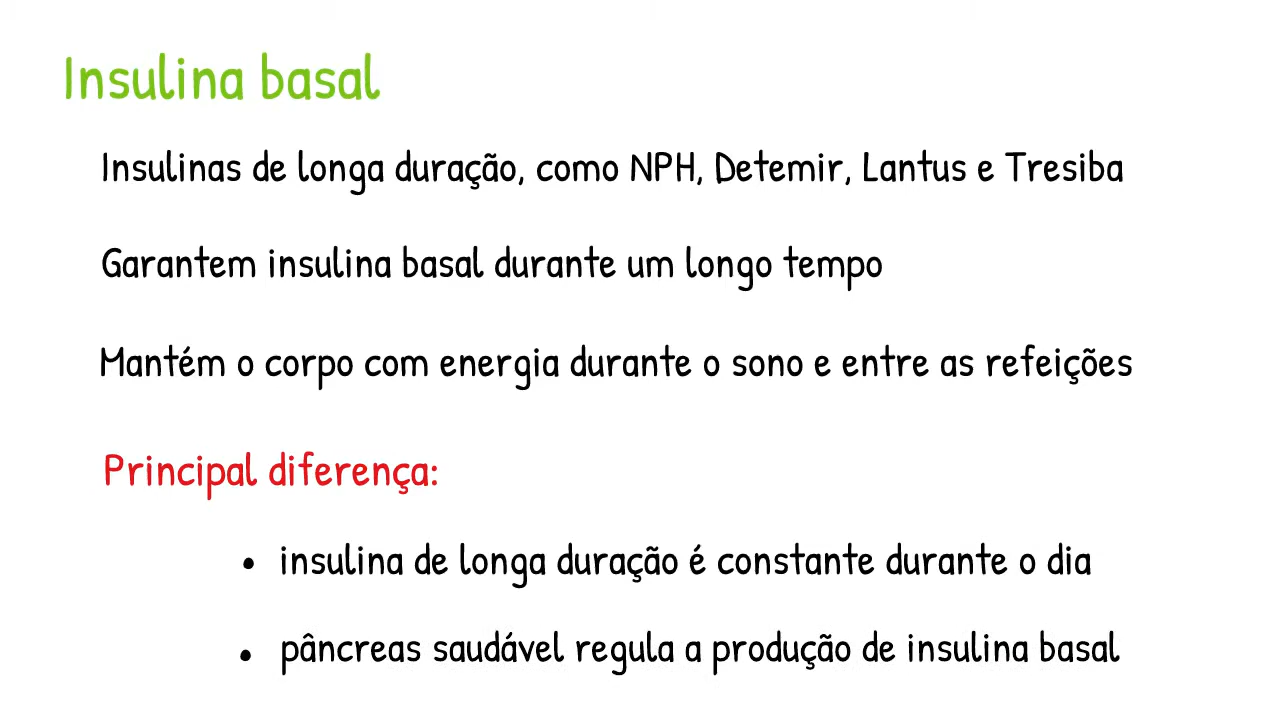 Insulina basal
Insulinas de longa duração, como NPH, Detemir, Lantus e Tresiba
Garantem insulina basal durante um longo tempo
Mantém o corpo com energia durante o sono e entre as refeições
Principal diferença:
• insulina de longa duração é constante durante o dia
• pâncreas saudável regula a produção de insulina basal